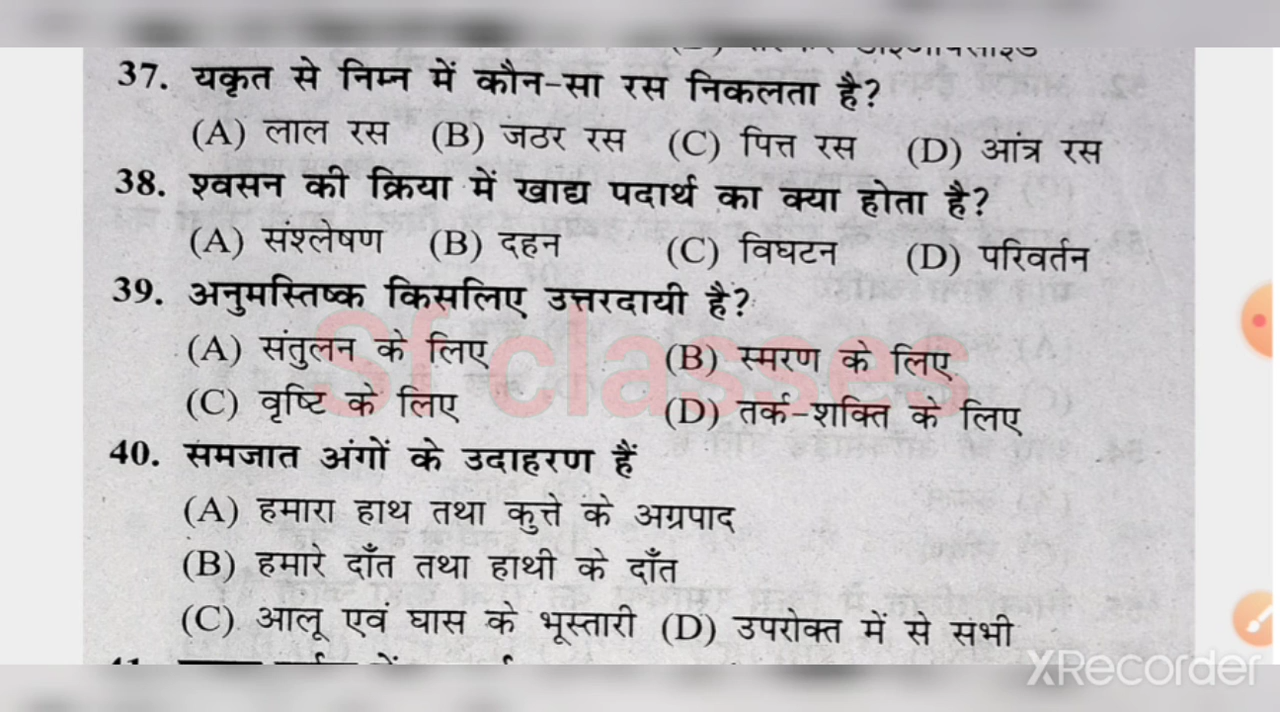 37. यकृत से निम्न में कौन-सा रस निकलता है?
(A) लाल रस (B) जठर रस (C) पित्त रस (D) आंत्र रस
38. श्वसन की क्रिया में खाद्य पदार्थ का क्या होता है?
(A) संश्लेषण (B) दहन (C) विघटन (D) परिवर्तन
39. अनुमस्तिष्क किसलिए उत्तरदायी है?
(A) संतुलन के लिए (B) स्मरण के लिए
(C) वृष्टि के लिए (D) तर्क-शक्ति के लिए
Sf classes
40. समजात अंगों के उदाहरण हैं
(A) हमारा हाथ तथा कुत्ते के अग्रपाद
(B) हमारे दाँत तथा हाथी के दाँत
(C) आलू एवं घास के भूस्तारी (D) उपरोक्त में से सभी
XRecorder